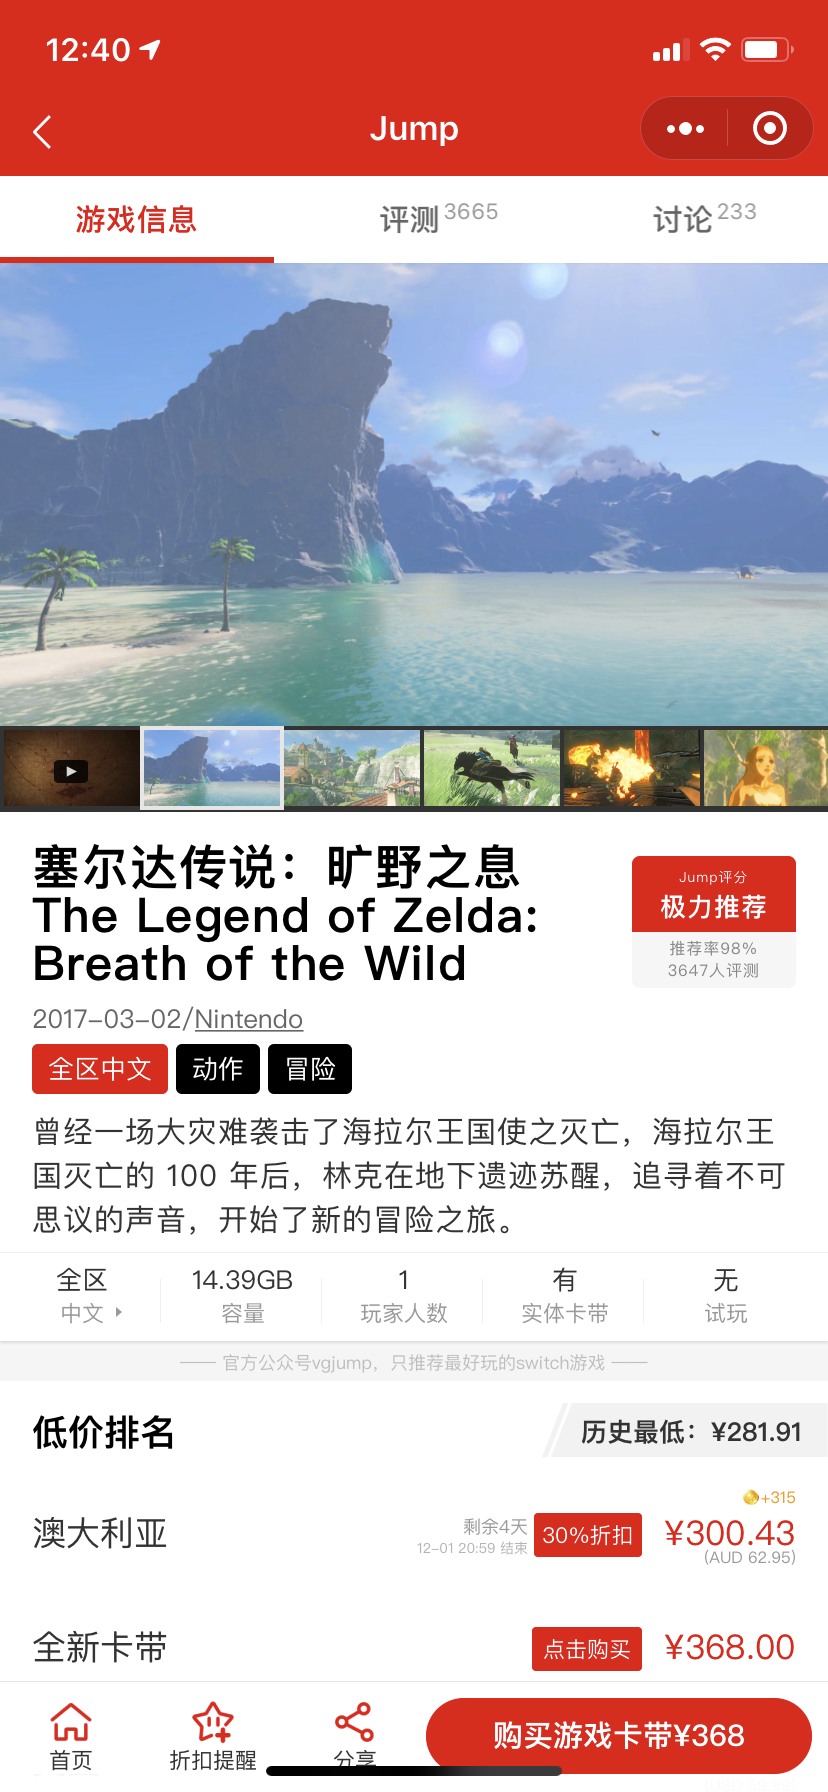 12:40
Jump
游戏信息
评测 3665
讨论 233
塞尔达传说：旷野之息
The Legend of Zelda:
Breath of the Wild
Jump评分
极力推荐
推荐率98%
3647人评测
2017-03-02/Nintendo
全区中文 动作 冒险
曾经一场大灾难袭击了海拉尔王国使之灭亡，海拉尔王
国灭亡的 100 年后，林克在地下遗迹苏醒，追寻着不可
思议的声音，开始了新的冒险之旅。
全区 14.39GB 1 有 无
中文 容量 玩家人数 实体卡带 试玩
官方公众号vgjump，只推荐最好玩的switch游戏
低价排名
历史最低：¥281.91
+315
澳大利亚
剩余4天
12-01 20:59 结束
30%折扣
¥300.43
(AUD 62.95)
全新卡带
点击购买
¥368.00
首页 折扣提醒 分享
购买游戏卡带¥368